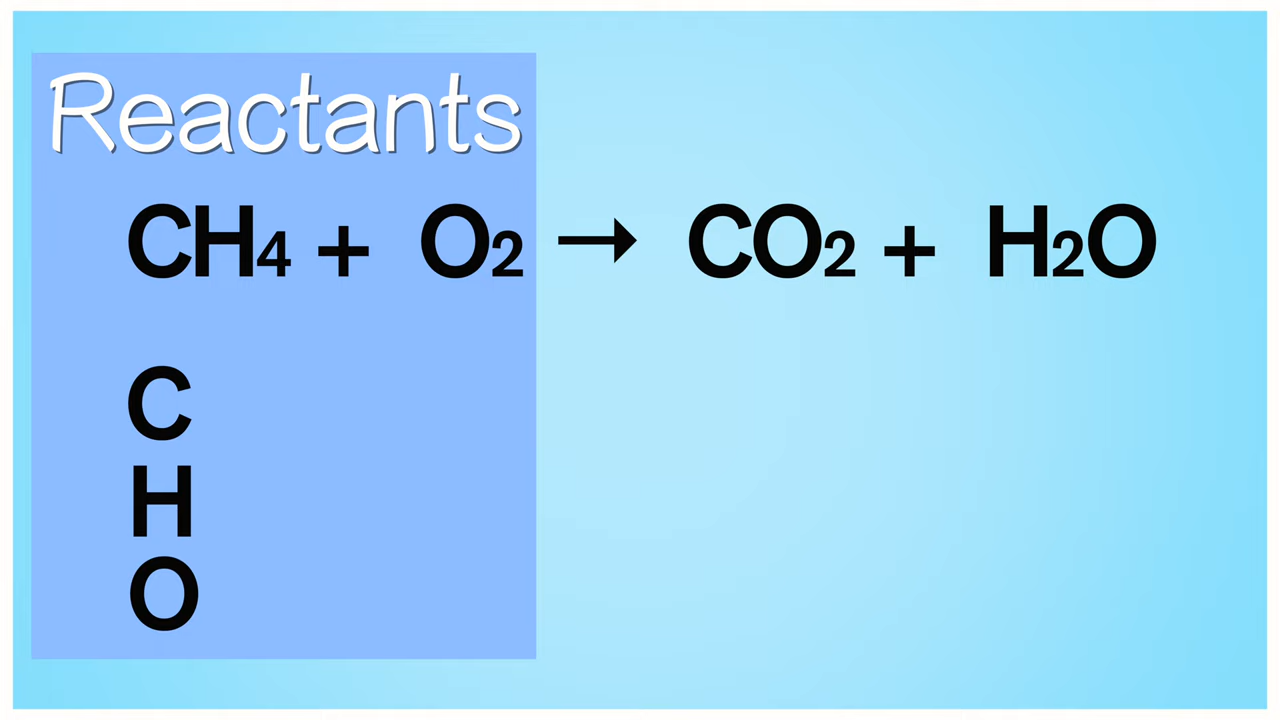 Reactants
CH4 + O2 → CO2 + H2O
C
H
O